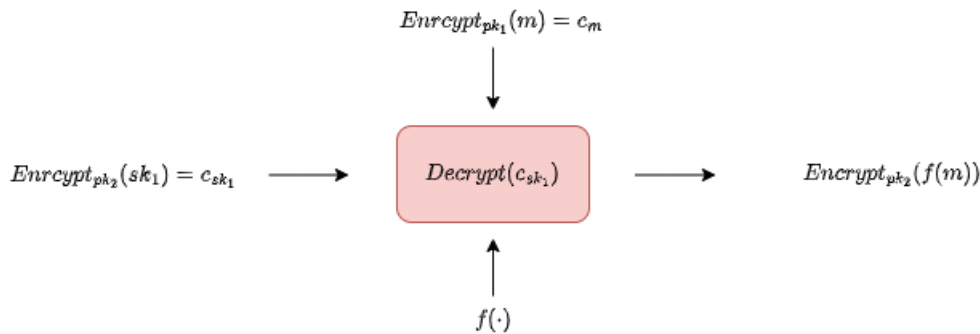 Enrcypt_{pk_1}(m) = c_m
Enrcypt_{pk_2}(sk_1) = c_{sk_1}
Decrypt(c_{sk_1})
Encrypt_{pk_2}(f(m))
f(·)